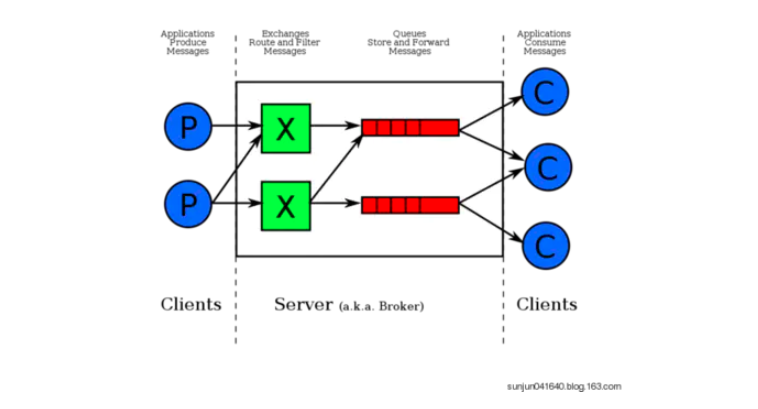 Applications
Produce
Messages
Exchanges
Route and Filter
Messages
Queues
Store and Forward
Messages
Applications
Consume
Messages
P
X
C
C
P
X
C
Clients
Server (a.k.a. Broker)
Clients
sunjun041640.blog.163.com